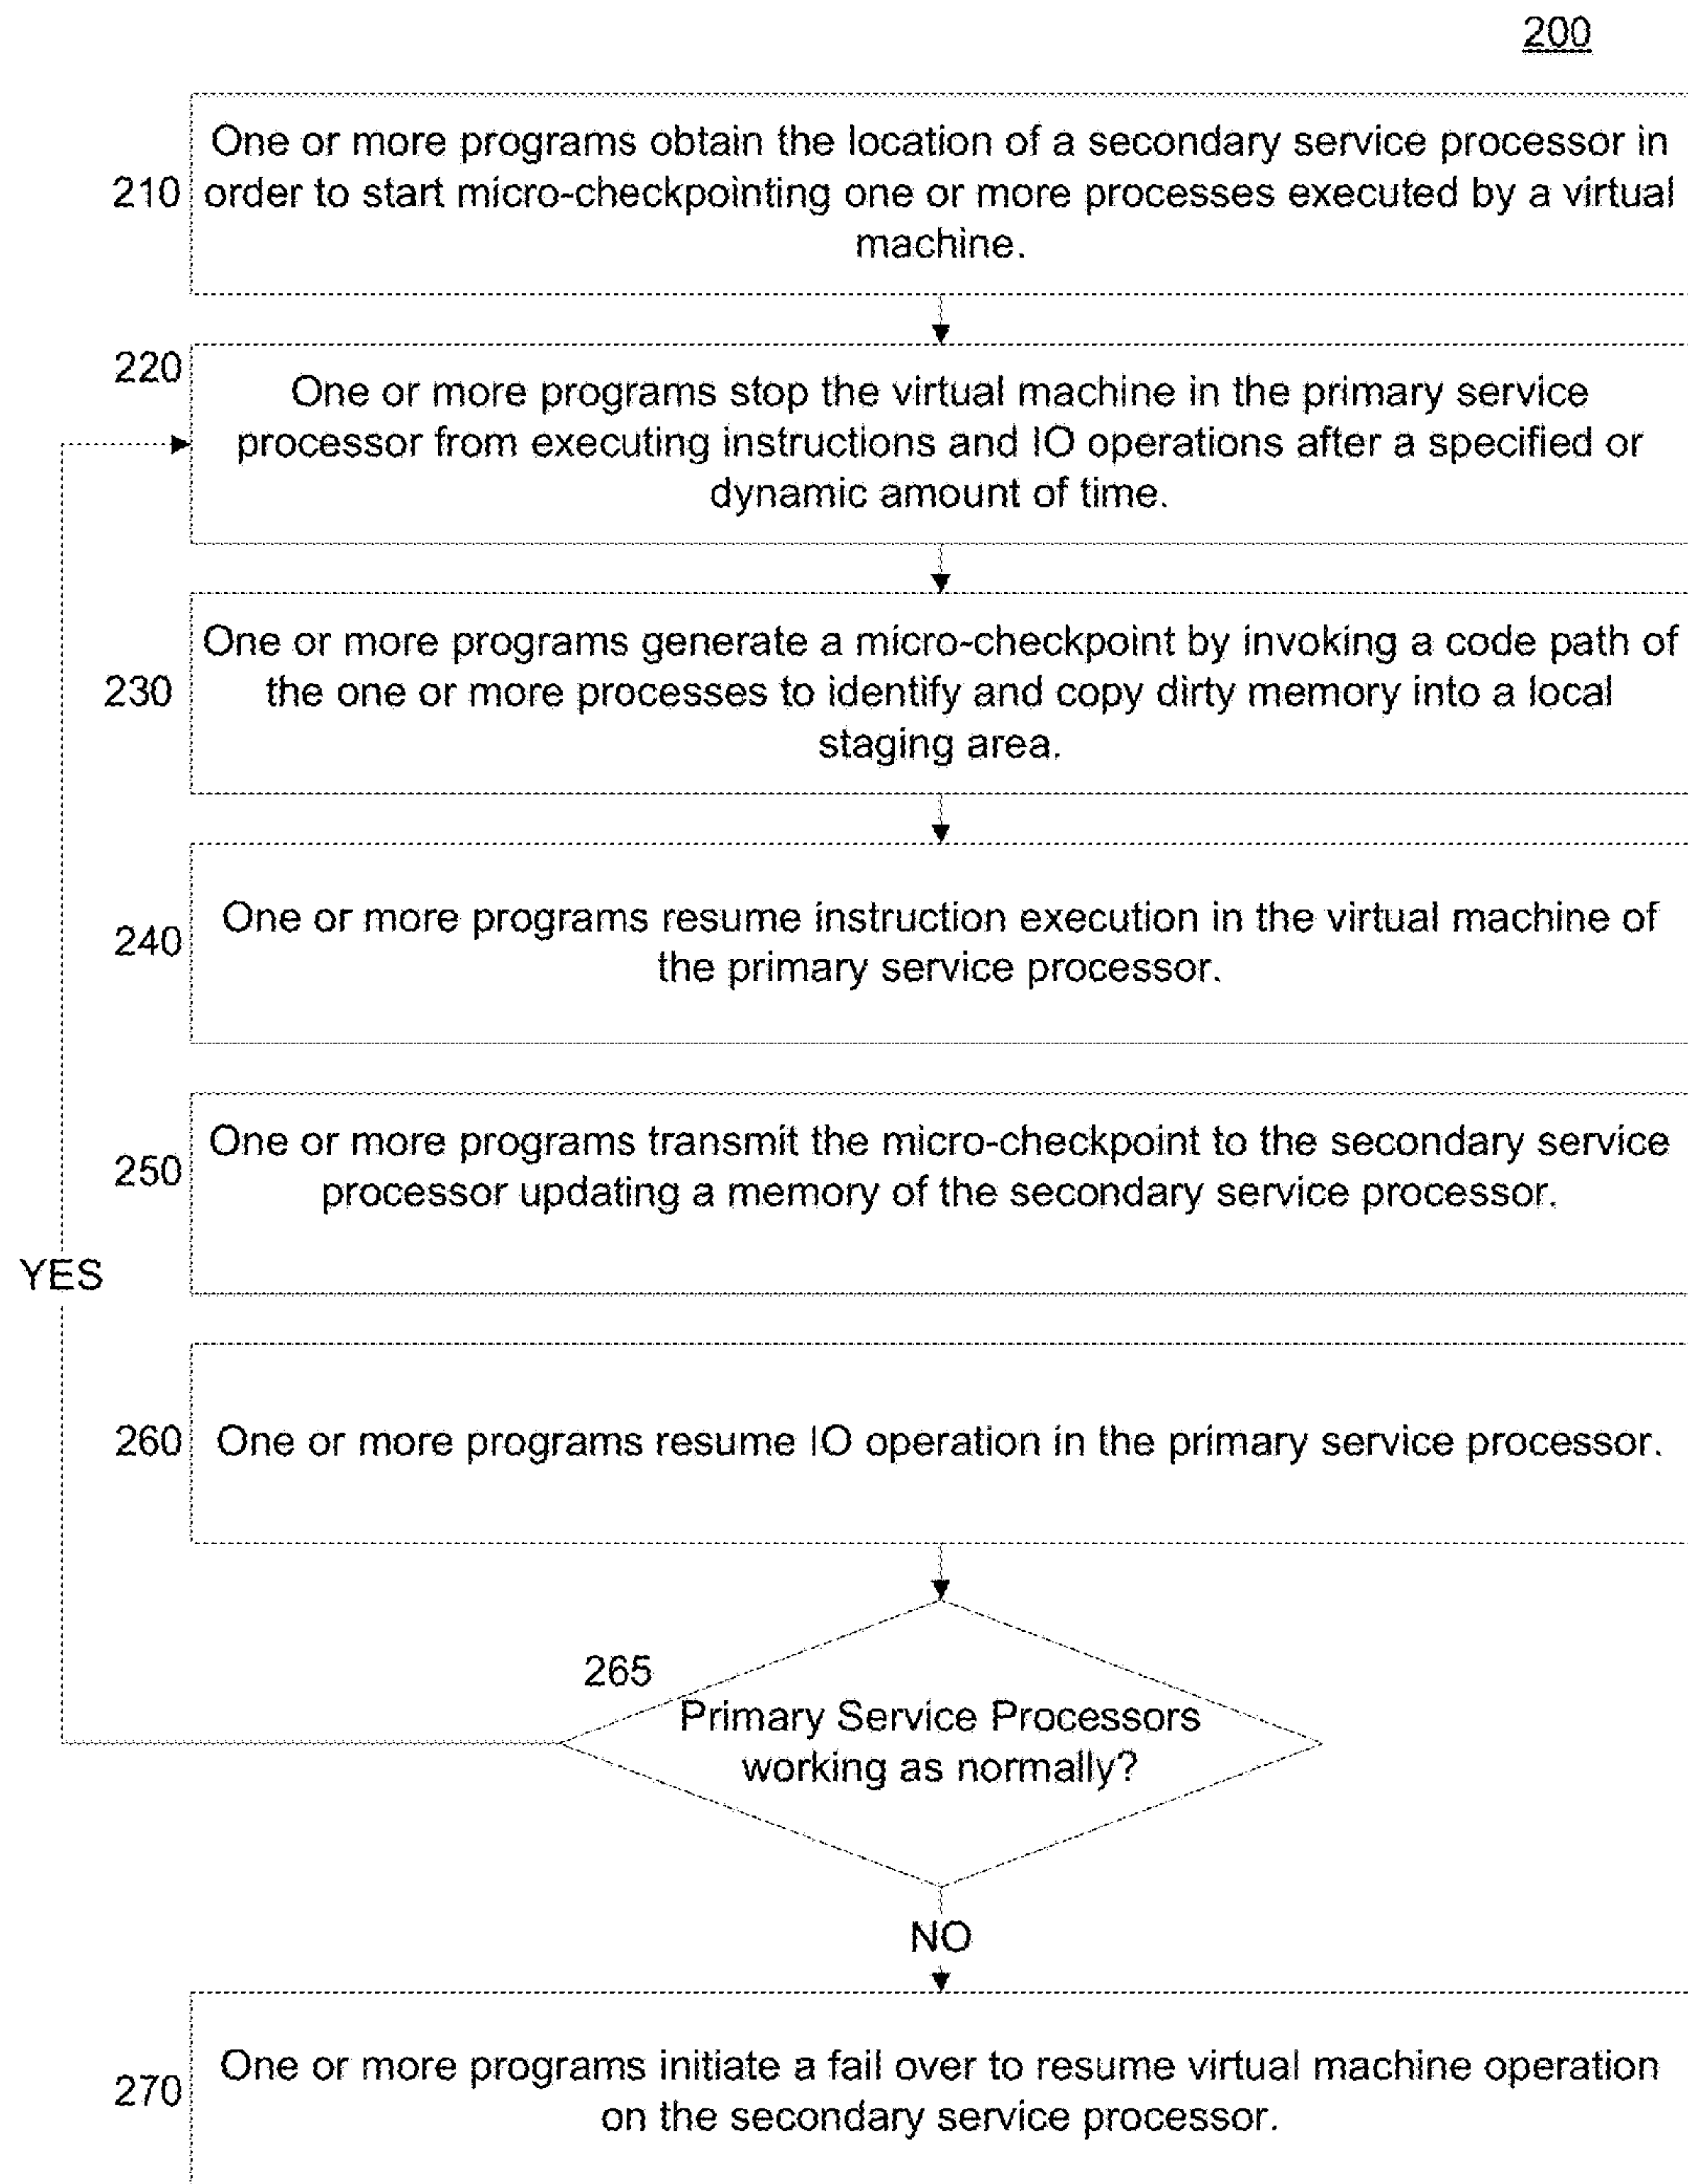 200
One or more programs obtain the location of a secondary service processor in
210 order to start micro-checkpointing one or more processes executed by a virtual
machine.
220
One or more programs stop the virtual machine in the primary service
processor from executing instructions and IO operations after a specified or
dynamic amount of time.
One or more programs generate a micro-checkpoint by invoking a code path of
230 the one or more processes to identify and copy dirty memory into a local
staging area.
One or more programs resume instruction execution in the virtual machine of
240
the primary service processor.
One or more programs transmit the micro-checkpoint to the secondary service
250
processor updating a memory of the secondary service processor.
YES
260 One or more programs resume IO operation in the primary service processor.
265
Primary Service Processors
working as normally?
NO
One or more programs initiate a fail over to resume virtual machine operation
270
on the secondary service processor.